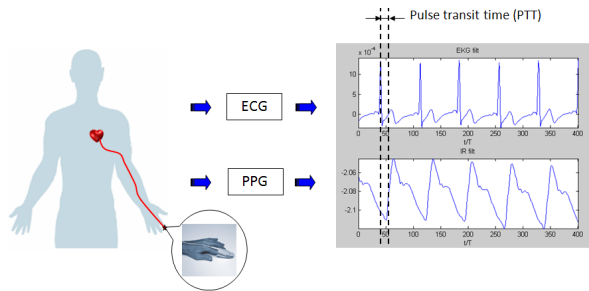 Pulse transit time (PTT)
x 10⁻⁴
EKG filt
10
5
0
0 50 100 150 200 250 300 350 400
t/T
IR filt
-2.06
-2.08
-2.1
0 50 100 150 200 250 300 350 400
t/T
ECG
PPG